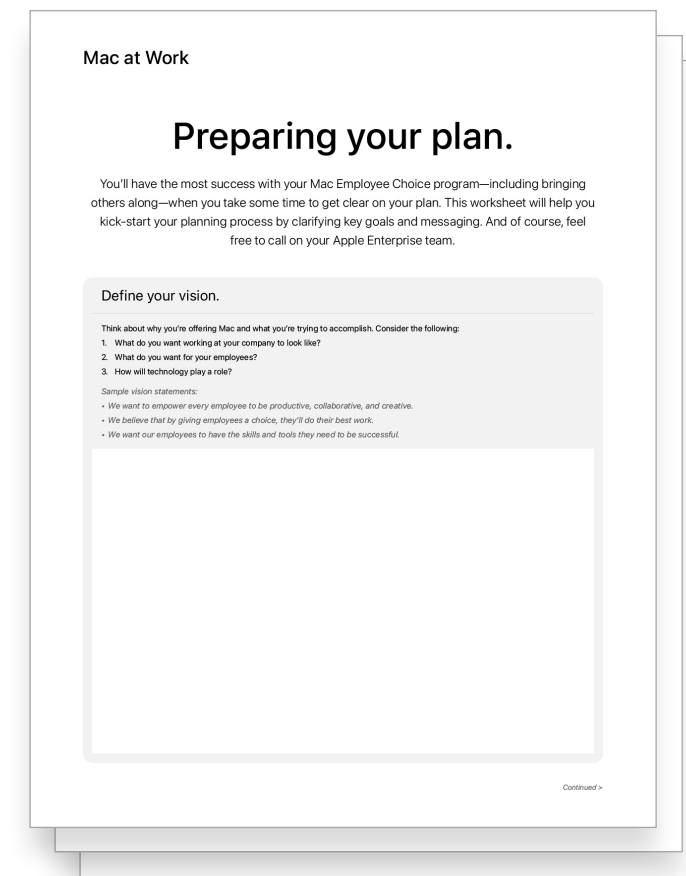 Mac at Work
Preparing your plan.
You’ll have the most success with your Mac Employee Choice program—including bringing
others along—when you take some time to get clear on your plan. This worksheet will help you
kick-start your planning process by clarifying key goals and messaging. And of course, feel
free to call on your Apple Enterprise team.
Define your vision.
Think about why you’re offering Mac and what you’re trying to accomplish. Consider the following:
1. What do you want working at your company to look like?
2. What do you want for your employees?
3. How will technology play a role?
Sample vision statements:
• We want to empower every employee to be productive, collaborative, and creative.
• We believe that by giving employees a choice, they’ll do their best work.
• We want our employees to have the skills and tools they need to be successful.
Continued >